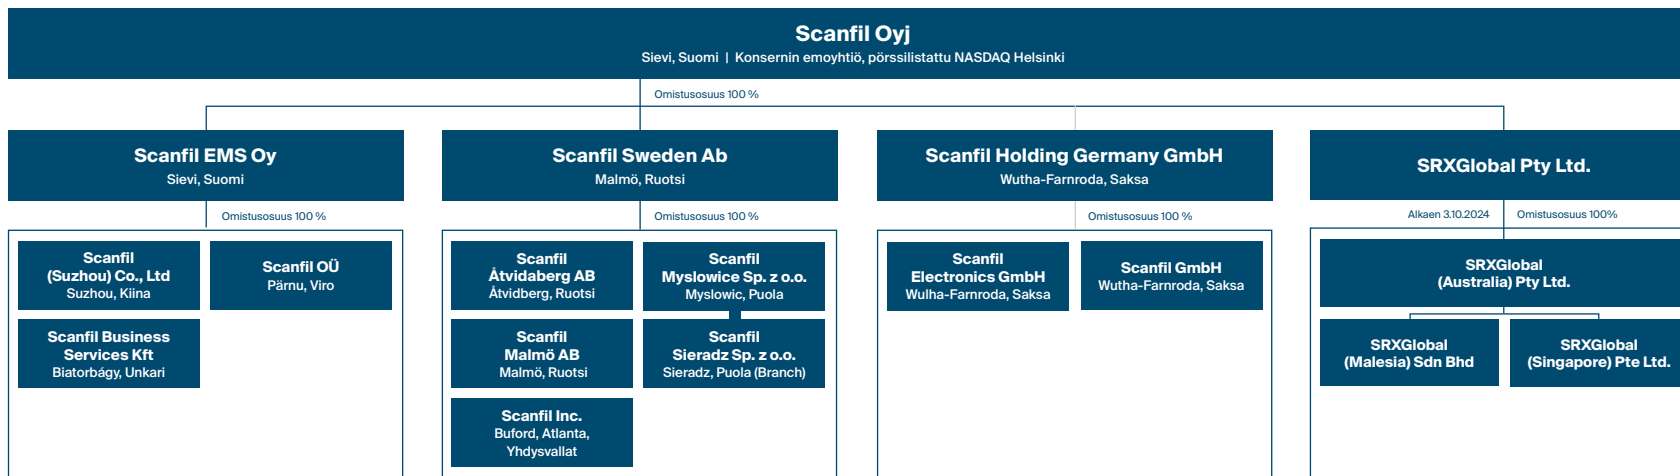 Scanfil Oyj
Sievi, Suomi | Konsernin emoyhtiö, pörssilistattu NASDAQ Helsinki
Omistusosuus 100 %
Scanfil EMS Oy
Sievi, Suomi
Omistusosuus 100 %
Scanfil
(Suzhou) Co., Ltd
Suzhou, Kiina
Scanfil OÜ
Pärnu, Viro
Scanfil Business
Services Kft
Biatorbágy, Unkari
Scanfil Sweden Ab
Malmö, Ruotsi
Omistusosuus 100 %
Scanfil
Åtvidaberg AB
Åtvidberg, Ruotsi
Scanfil
Myslowice Sp. z o.o.
Myslowic, Puola
Scanfil
Malmö AB
Malmö, Ruotsi
Scanfil
Sieradz Sp. z o.o.
Sieradz, Puola (Branch)
Scanfil Inc.
Buford, Atlanta,
Yhdysvallat
Scanfil Holding Germany GmbH
Wutha-Farnroda, Saksa
Omistusosuus 100 %
Scanfil
Electronics GmbH
Wulha-Farnroda, Saksa
Scanfil GmbH
Wutha-Farnroda, Saksa
SRXGlobal Pty Ltd.
Alkaen 3.10.2024
Omistusosuus 100%
SRXGlobal
(Australia) Pty Ltd.
SRXGlobal
(Malesia) Sdn Bhd
SRXGlobal
(Singapore) Pte Ltd.